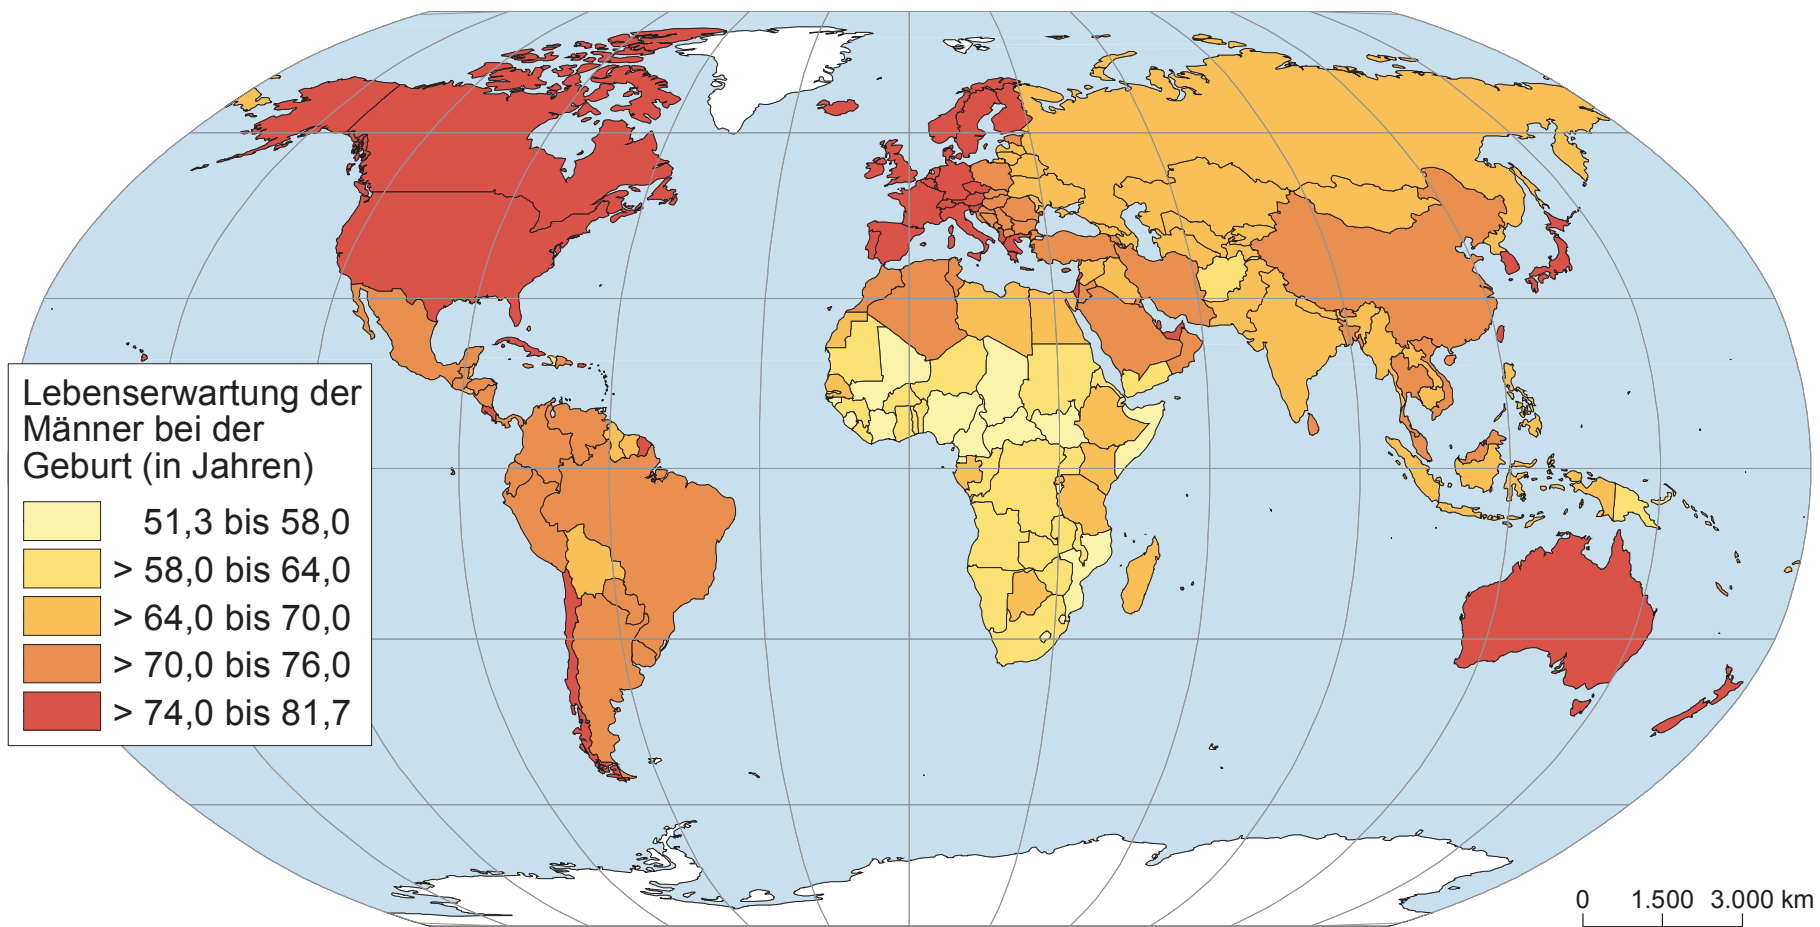 Lebenserwartung der
Männer bei der
Geburt (in Jahren)
51,3 bis 58,0
> 58,0 bis 64,0
> 64,0 bis 70,0
> 70,0 bis 76,0
> 74,0 bis 81,7
0 1.500 3.000 km